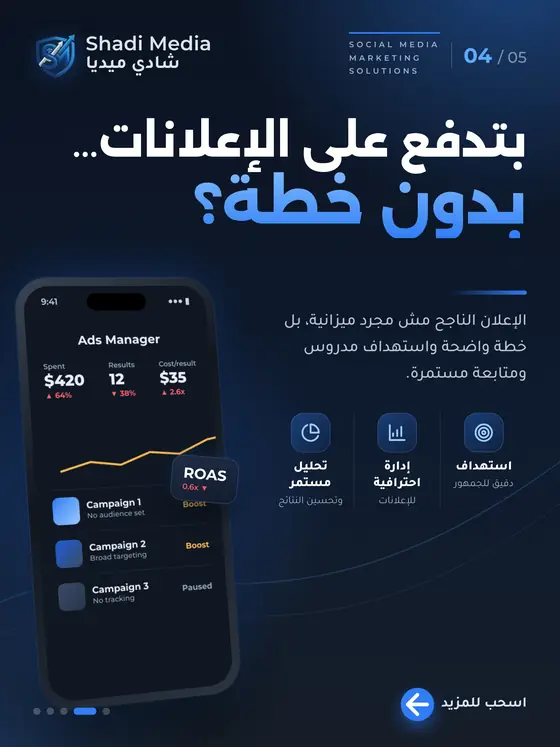 Shadi Media
شادي ميديا
SOCIAL MEDIA
MARKETING
SOLUTIONS
04 / 05
بتدفع على الإعلانات...
بدون خطة؟
الإعلان الناجح مش مجرد ميزانية، بل
خطة واضحة واستهداف مدروس
ومتابعة مستمرة.
استهداف
دقيق للجمهور
إدارة
احترافية
للإعلانات
تحليل
مستمر
وتحسين النتائج
9:41
Ads Manager
Spent Results Cost/result
$420 12 $35
▲ 64% ▼ 38% ▲ 2.6x
ROAS
0.6x ▼
Campaign 1 Boost
No audience set
Campaign 2 Boost
Broad targeting
Campaign 3 Paused
No tracking
اسحب للمزيد